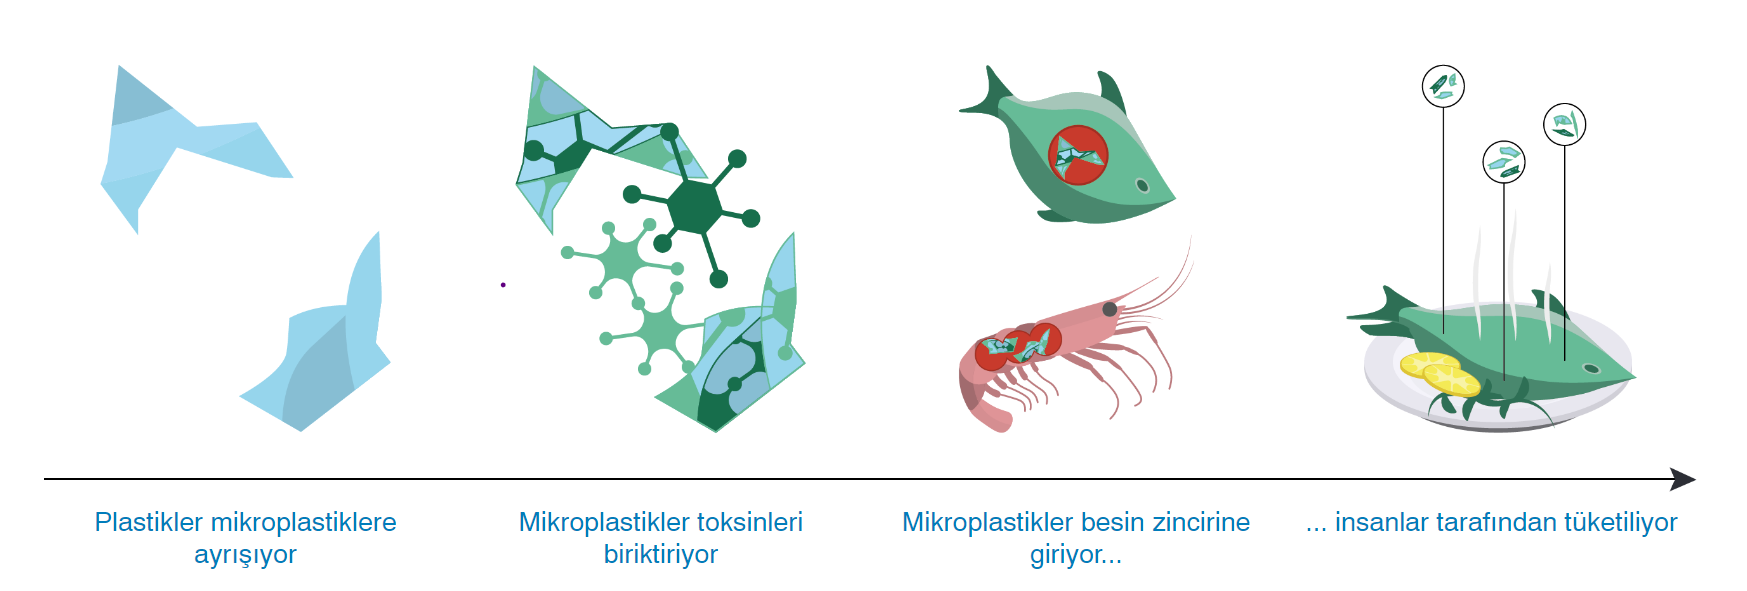 Plastikler mikroplastiklere
ayrışıyor
Mikroplastikler toksinleri
biriktiriyor
Mikroplastikler besin zincirine
giriyor...
... insanlar tarafından tüketiliyor